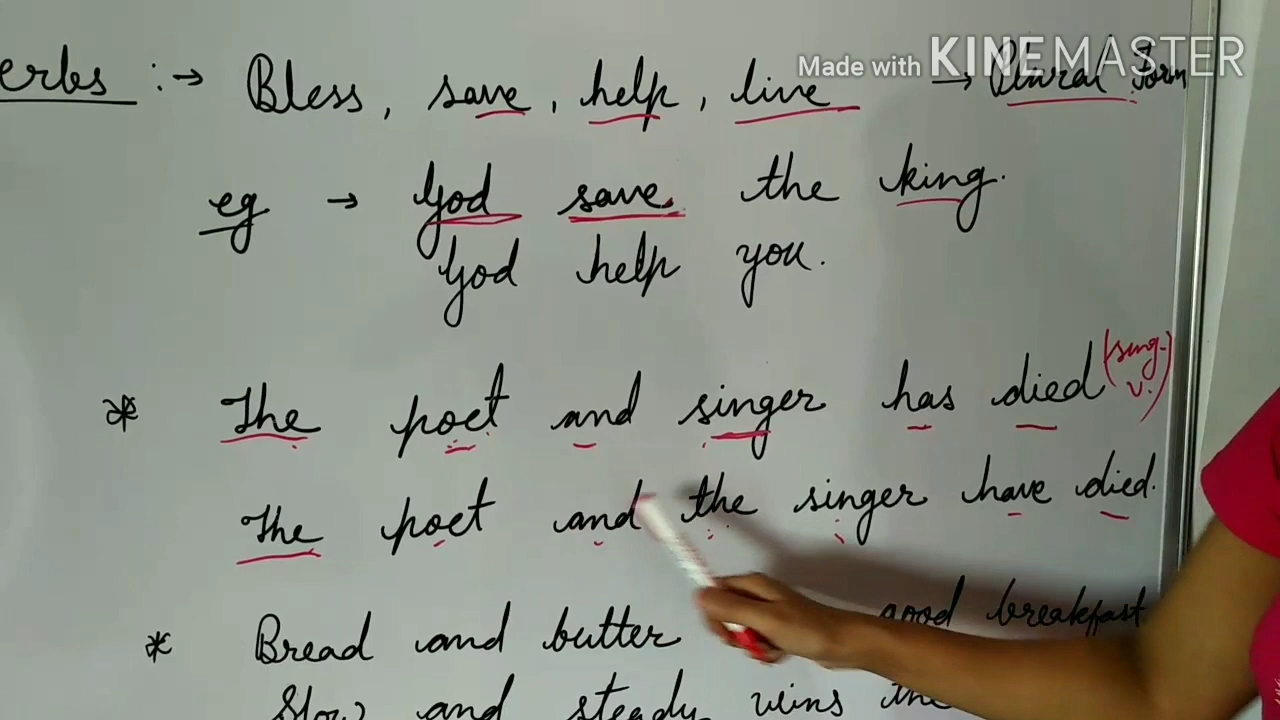 erbs :→ Bless, save, help, live → Plural form
Made with KINEMASTER
eg → God save the king.
God help you.
* The poet and singer has died (sing. v.)
The poet and the singer have died.
* Bread and butter good breakfast
Slow and steady wins the